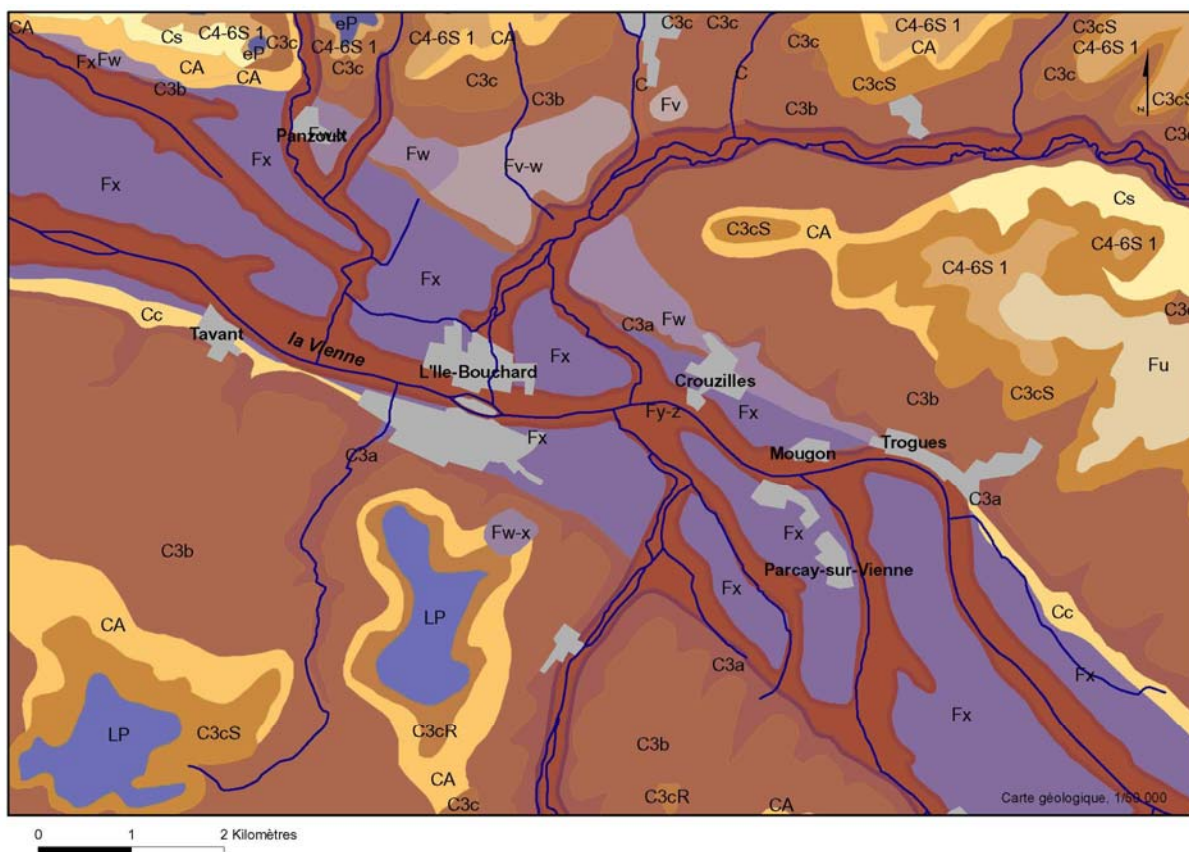 CA
Cs
C4-6S 1
C3c
eP
C4-6S 1
C4-6S 1
CA
C3c
C3c
C4-6S 1
C3cS
FxFw
CA
CA
eP
C3c
C3c
C3c
CA
C3c
C4-6S 1
C3b
C3b
C
C
C3b
C3cS
C3cS
Fv
Panzoult
Fx
Fw
Fv-w
Fx
Cs
C3cS
CA
C4-6S 1
C4-6S 1
Fx
Cc
Tavant
C3a
Fw
la Vienne
L'Ile-Bouchard
Fx
Crouzilles
C3b
C3cS
Fu
Fy-z
Fx
Fx
Mougon
Trogues
C3a
C3a
C3b
Fw-x
Fx
Parcay-sur-Vienne
Fx
CA
LP
Cc
C3a
Fx
LP
C3cS
C3cR
C3b
Fx
CA
C3c
C3cR
CA
Carte géologique, 1/50 000
0 1 2 Kilomètres